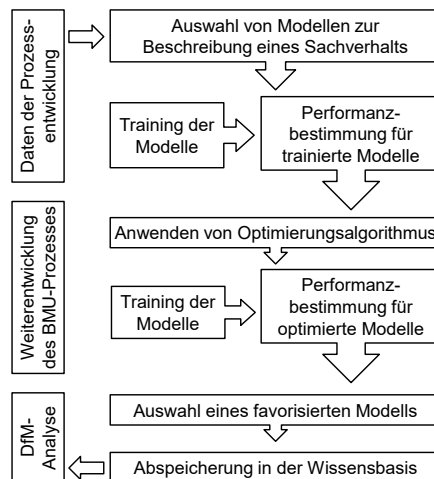 Daten der Prozess-
entwicklung
Auswahl von Modellen zur
Beschreibung eines Sachverhalts
Training der
Modelle
Performanz-
bestimmung für
trainierte Modelle
Weiterentwicklung
des BMU-Prozesses
Anwenden von Optimierungsalgorithmus
Training der
Modelle
Performanz-
bestimmung für
optimierte Modelle
DfM-
Analyse
Auswahl eines favorisierten Modells
Abspeicherung in der Wissensbasis